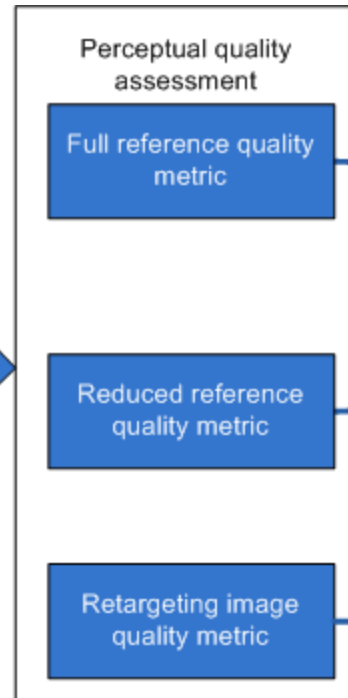 Perceptual quality
assessment
Full reference quality
metric
Reduced reference
quality metric
Retargeting image
quality metric